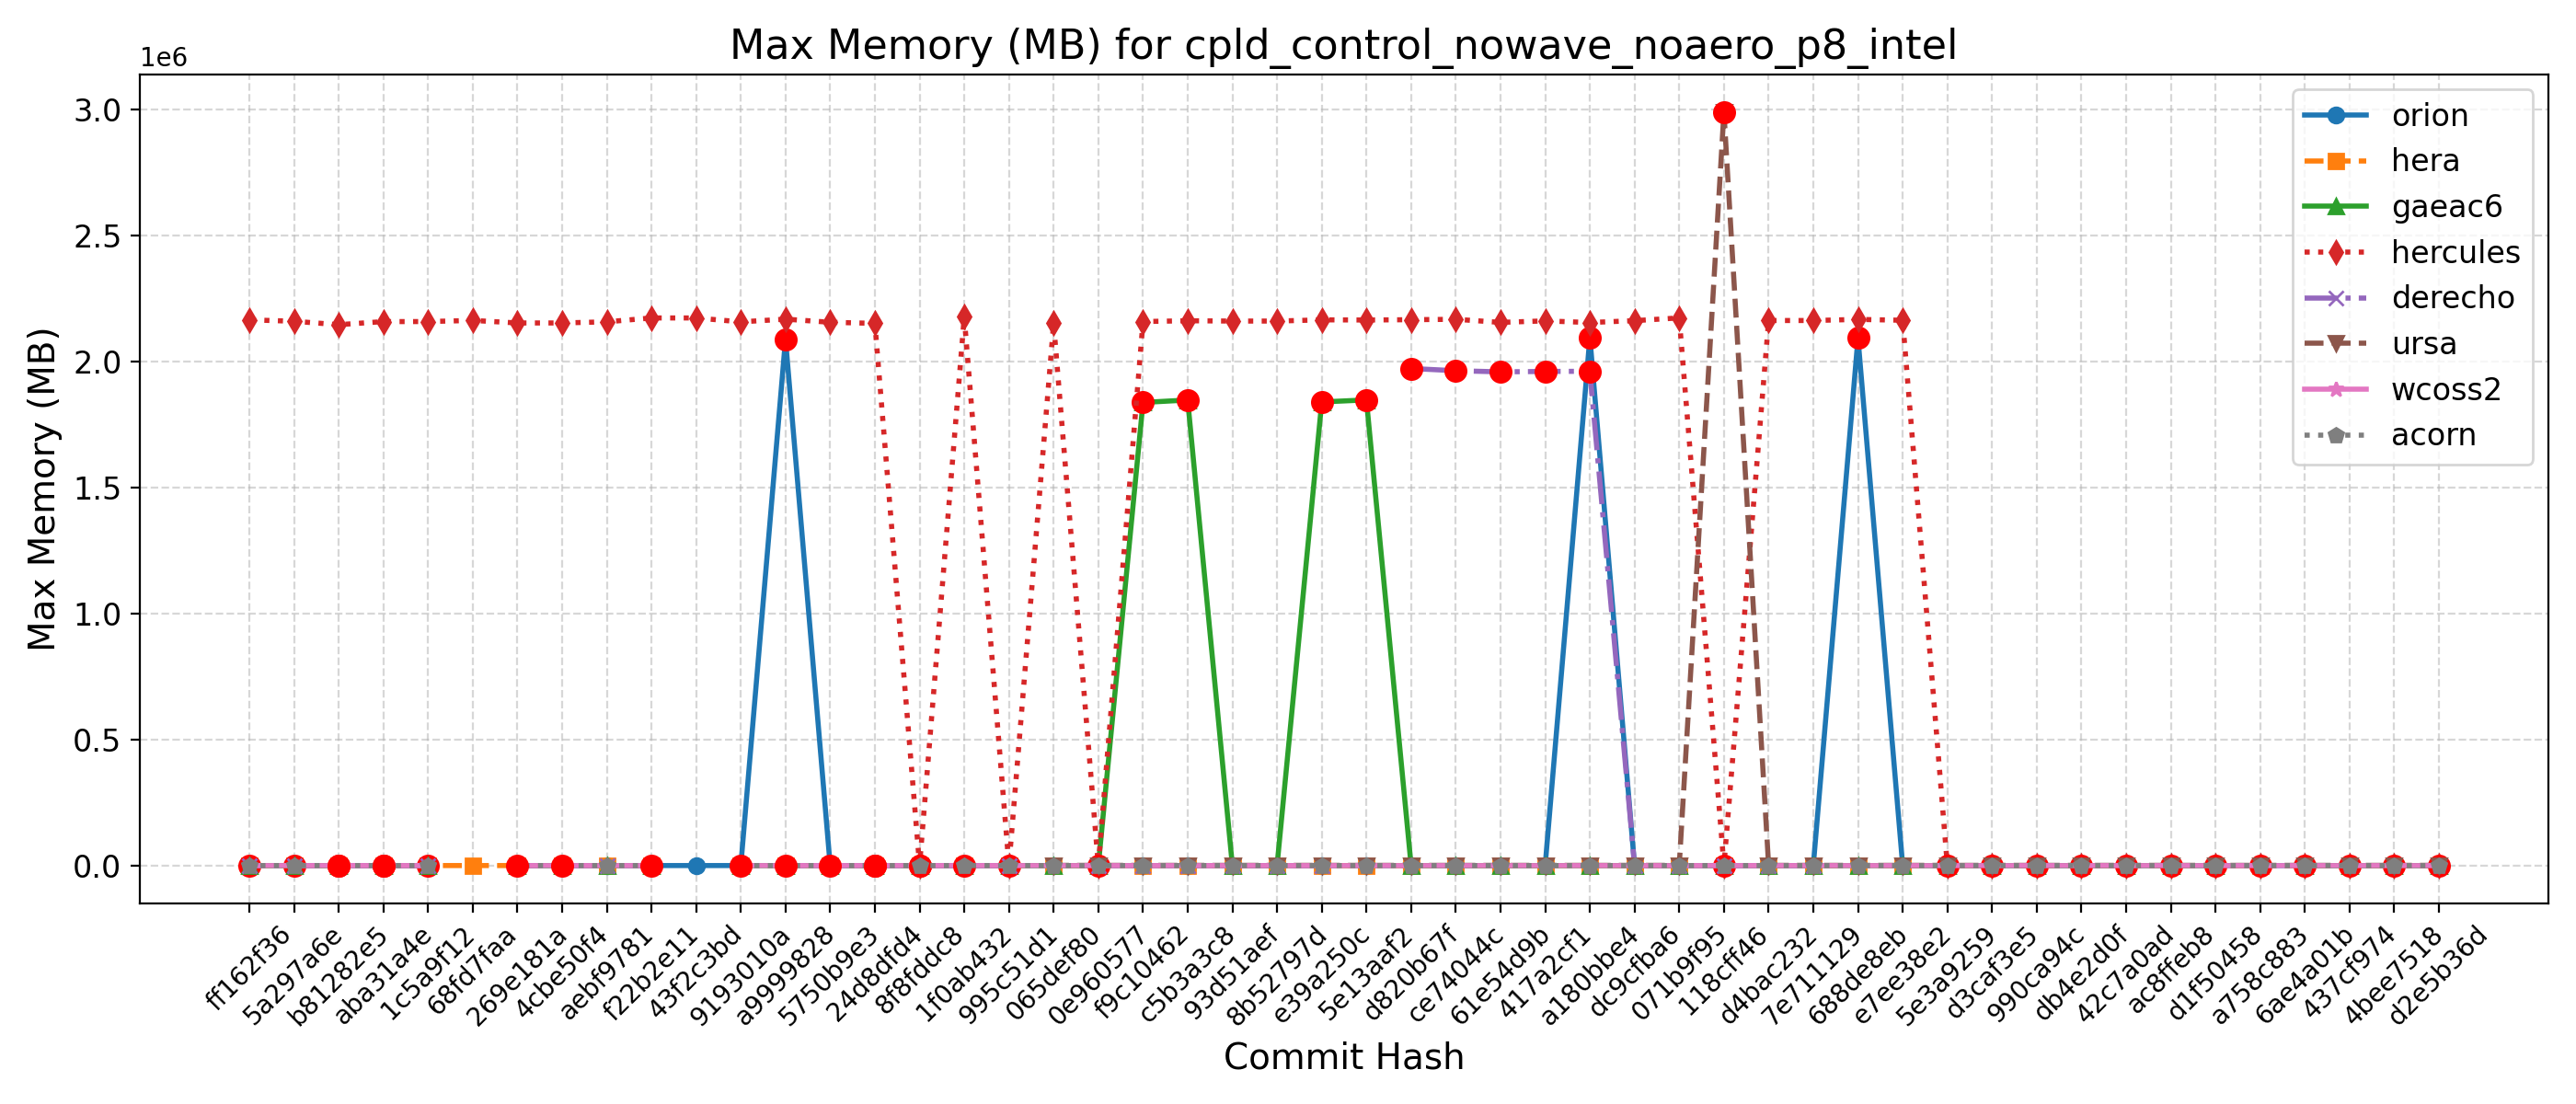 Max Memory (MB) for cpld_control_nowave_noaero_p8_intel
1e6
3.0
2.5
2.0
1.5
1.0
0.5
0.0
Max Memory (MB)
orion
hera
gaeac6
hercules
derecho
ursa
wcoss2
acorn
ff162f36
5a297a6e
b81282e5
aba31a4e
1c5a9f12
68fd7faa
269e181a
4cbe50f4
aebf9781
f22b2e11
43f2c3bd
9193010a
a9999828
5750b9e3
24d8dfd4
8f8fddc8
1f0ab432
995c51d1
065def80
0e960577
f9c10462
c5b3a3c8
93d51aef
8b52797d
e39a250c
5e13aaf2
d820b67f
ce74044c
61e54d9b
417a2cf1
a180bbe4
dc9cfba6
071b9f95
118cff46
d4bac232
7e711129
688de8eb
e7ee38e2
5e3a9259
d3caf3e5
990ca94c
db4e2d0f
42c7a0ad
ac8ffeb8
d1f50458
a758c883
6ae4a01b
437cf974
4bee7518
d2e5b36d
Commit Hash